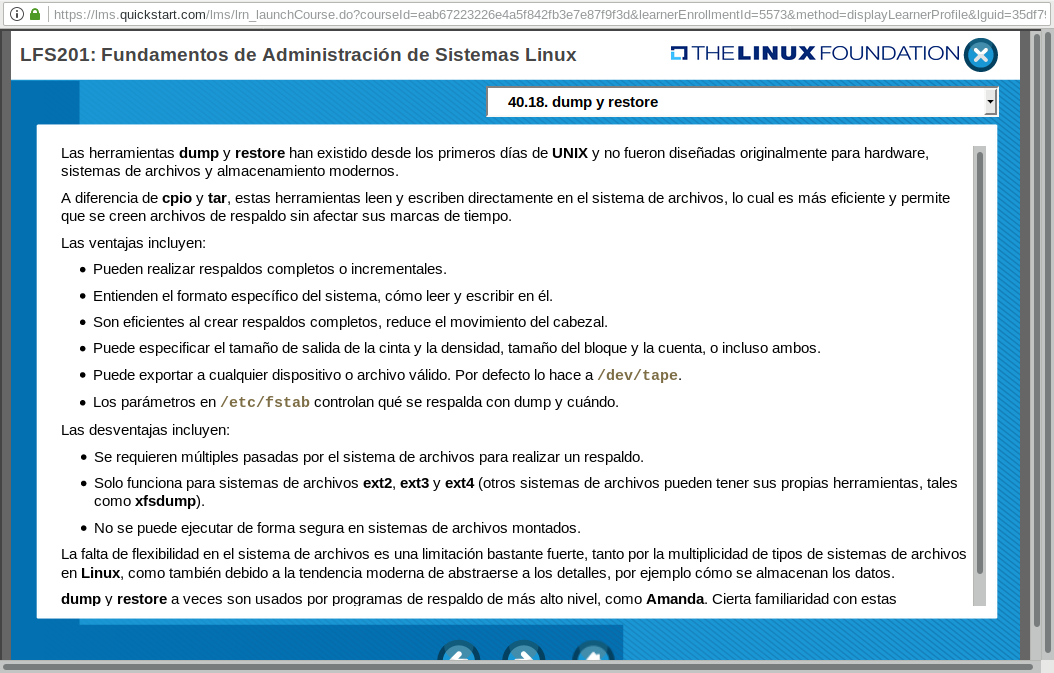 https://lms.quickstart.com/lms/lrn_launchCourse.do?courseId=eab67223226e4a5f842fb3e7e87f9f3d&learnerEnrollmentId=5573&method=displayLearnerProfile&lguid=35df79
LFS201: Fundamentos de Administración de Sistemas Linux
THE LINUX FOUNDATION
40.18. dump y restore
Las herramientas dump y restore han existido desde los primeros días de UNIX y no fueron diseñadas originalmente para hardware,
sistemas de archivos y almacenamiento modernos.
A diferencia de cpio y tar, estas herramientas leen y escriben directamente en el sistema de archivos, lo cual es más eficiente y permite
que se creen archivos de respaldo sin afectar sus marcas de tiempo.
Las ventajas incluyen:
• Pueden realizar respaldos completos o incrementales.
• Entienden el formato específico del sistema, cómo leer y escribir en él.
• Son eficientes al crear respaldos completos, reduce el movimiento del cabezal.
• Puede especificar el tamaño de salida de la cinta y la densidad, tamaño del bloque y la cuenta, o incluso ambos.
• Puede exportar a cualquier dispositivo o archivo válido. Por defecto lo hace a /dev/tape.
• Los parámetros en /etc/fstab controlan qué se respalda con dump y cuándo.
Las desventajas incluyen:
• Se requieren múltiples pasadas por el sistema de archivos para realizar un respaldo.
• Solo funciona para sistemas de archivos ext2, ext3 y ext4 (otros sistemas de archivos pueden tener sus propias herramientas, tales
como xfsdump).
• No se puede ejecutar de forma segura en sistemas de archivos montados.
La falta de flexibilidad en el sistema de archivos es una limitación bastante fuerte, tanto por la multiplicidad de tipos de sistemas de archivos
en Linux, como también debido a la tendencia moderna de abstraerse a los detalles, por ejemplo cómo se almacenan los datos.
dump y restore a veces son usados por programas de respaldo de más alto nivel, como Amanda. Cierta familiaridad con estas